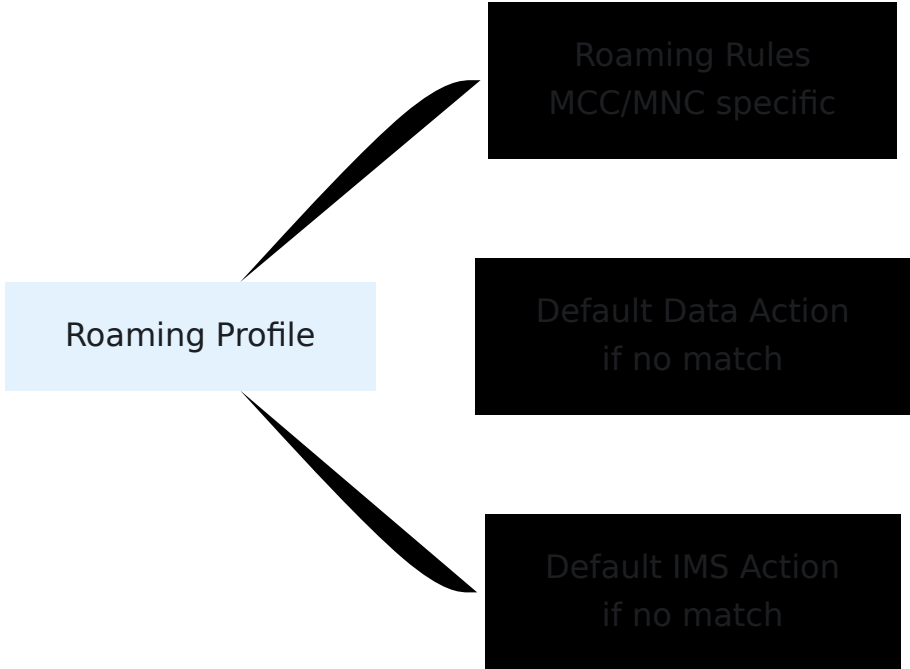 Roaming Rules
MCC/MNC specific
Roaming Profile
Default Data Action
if no match
Default IMS Action
if no match